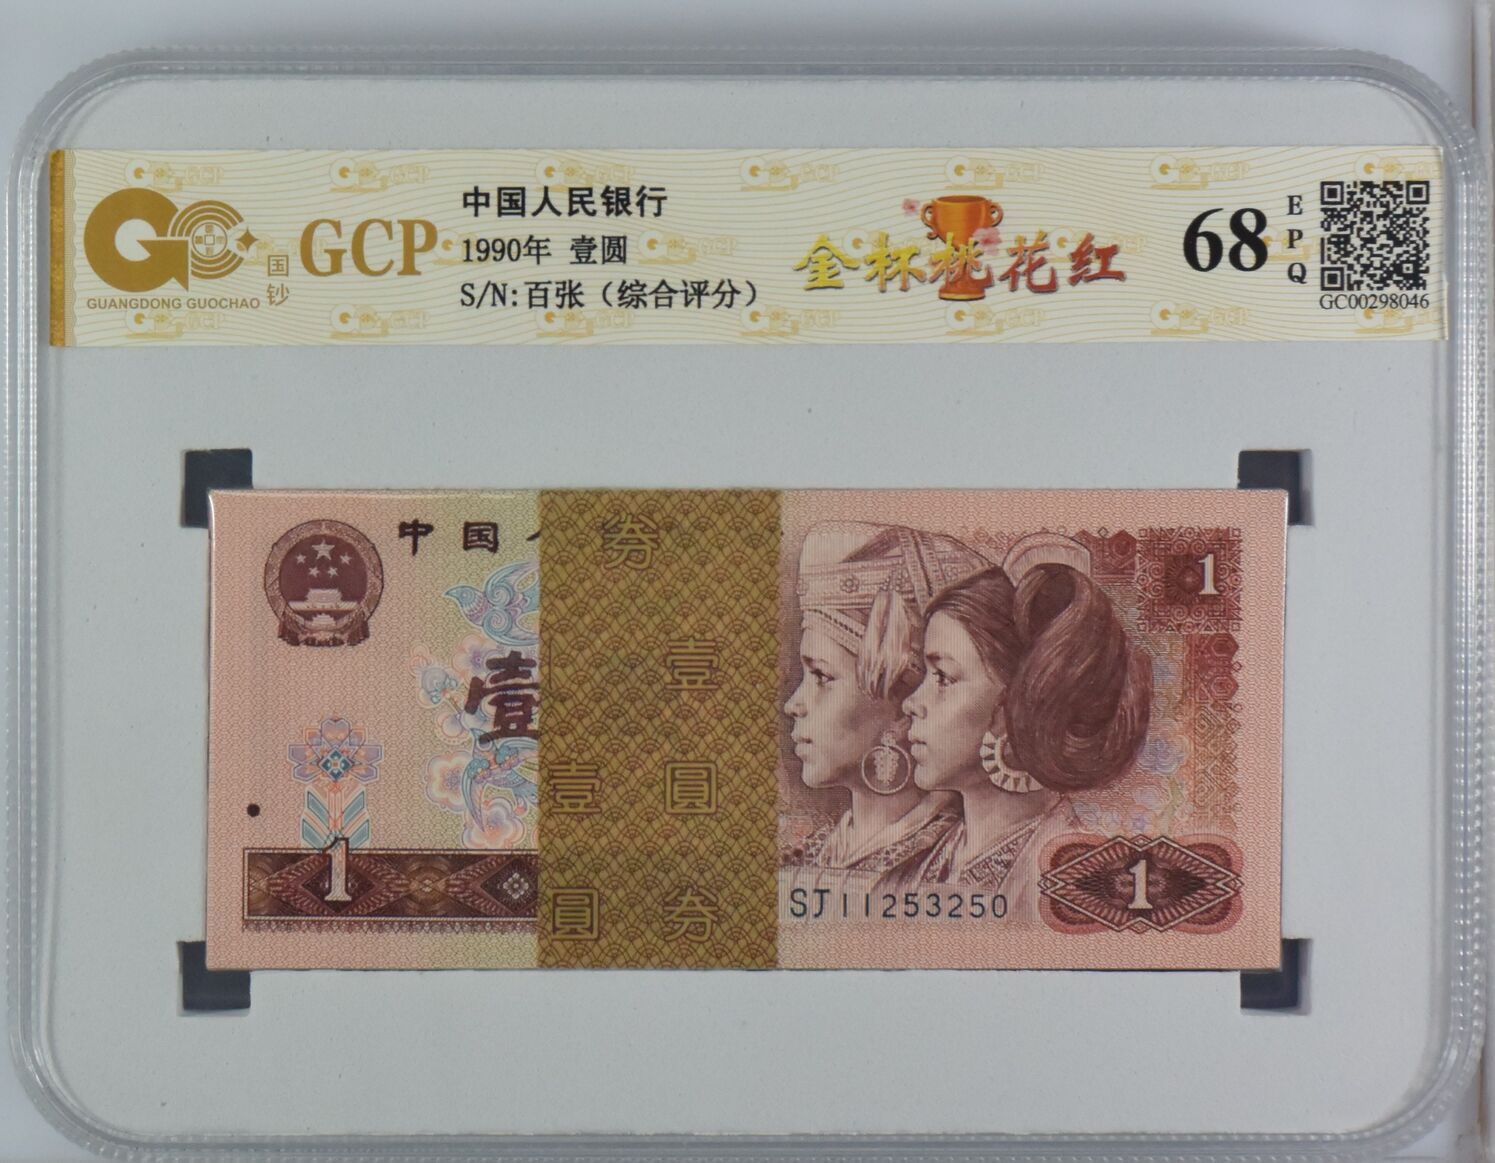 GCP
国钞
GUANGDONG GUOCHAO
中国人民银行
1990年 壹圆
S/N:百张（综合评分）
金杯桃花红
68
EPQ
GC00298046
中国
券
1
壹
壹圆券
壹圆
1
SJ11253250
1